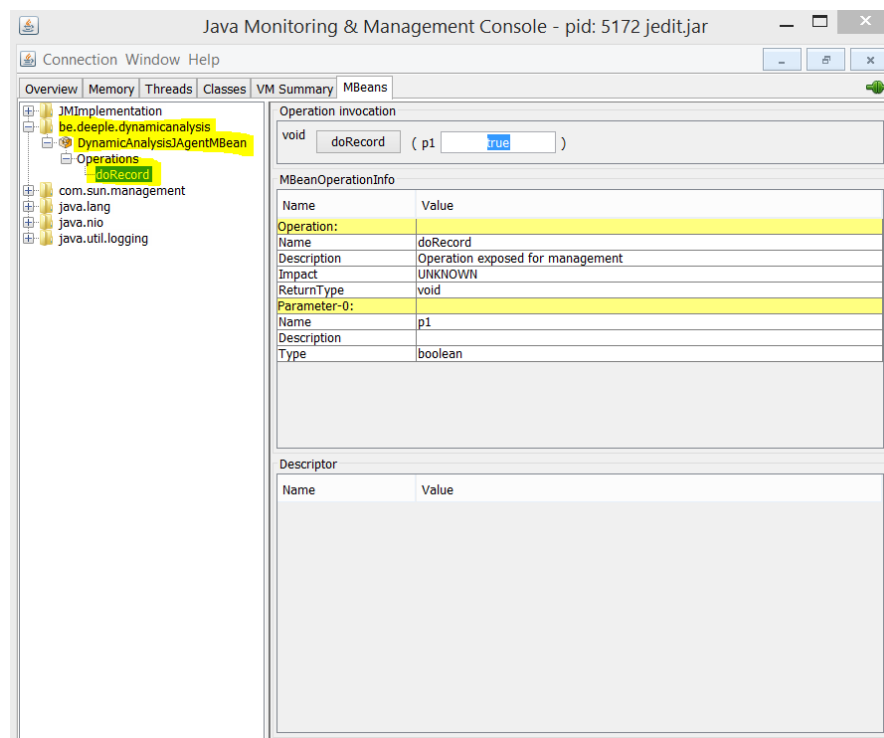 Java Monitoring & Management Console - pid: 5172 jedit.jar
Connection Window Help
Overview Memory Threads Classes VM Summary MBeans
JMImplementation
be.deeple.dynamicanalysis
DynamicAnalysisJAgentMBean
Operations
doRecord
com.sun.management
java.lang
java.nio
java.util.logging
Operation invocation
void doRecord ( p1 true )
MBeanOperationInfo
Name Value
Operation:
Name doRecord
Description Operation exposed for management
Impact UNKNOWN
ReturnType void
Parameter-0:
Name p1
Description
Type boolean
Descriptor
Name Value